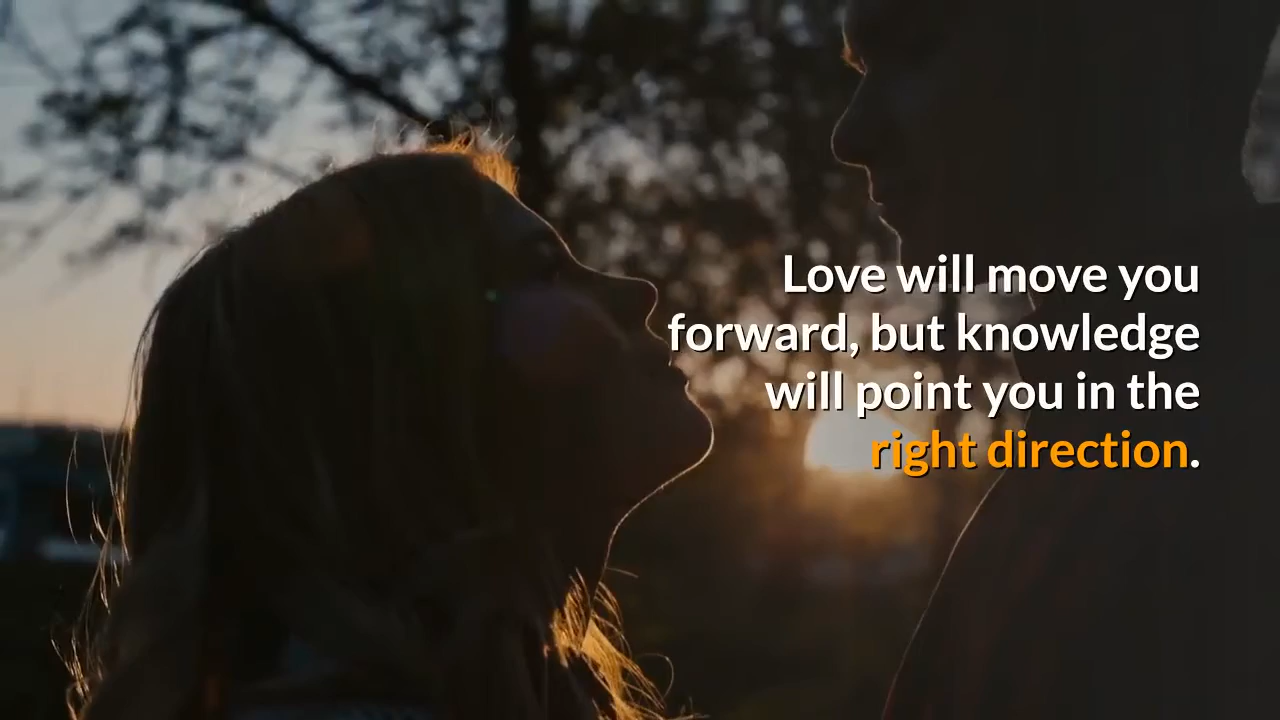 Love will move you
forward, but knowledge
will point you in the
right direction.